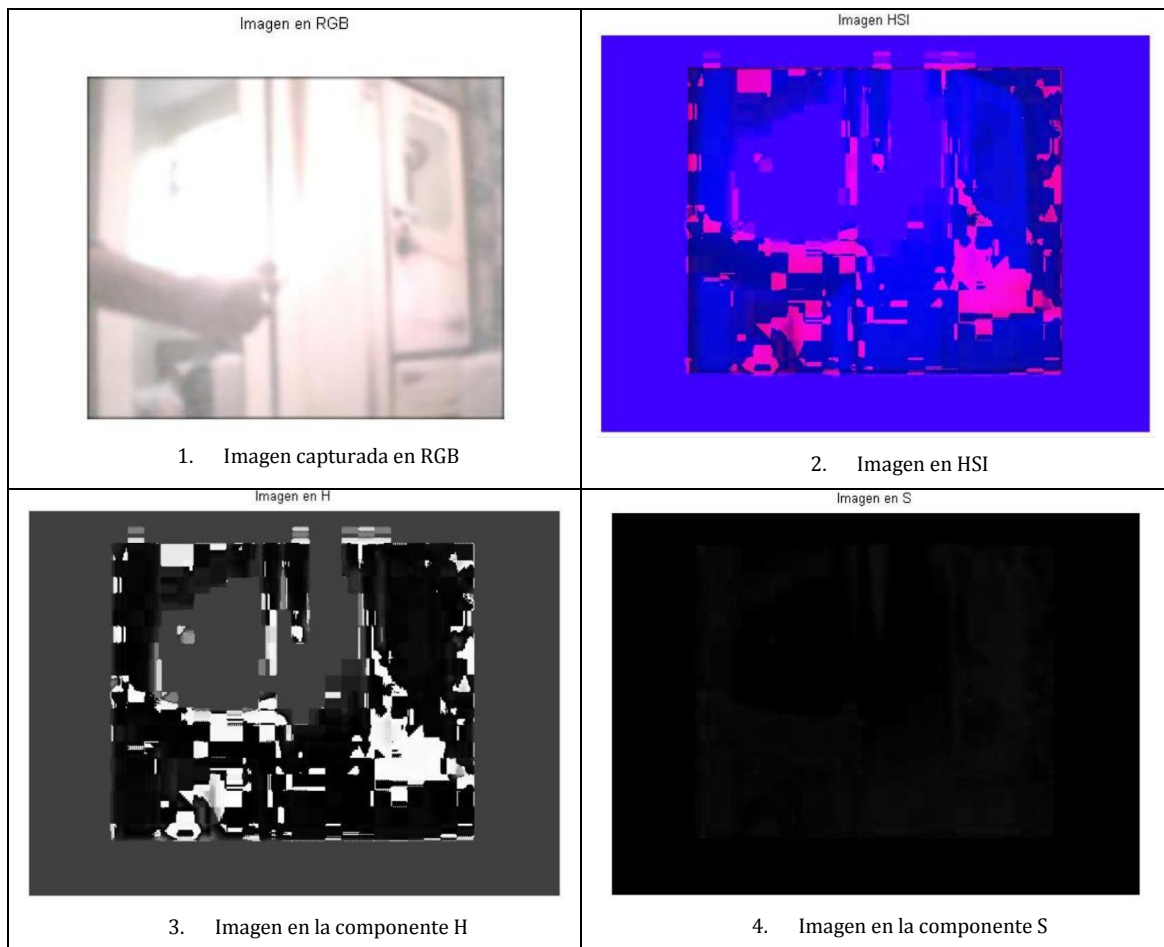 Imagen en RGB
1. Imagen capturada en RGB
Imagen HSI
2. Imagen en HSI
Imagen en H
3. Imagen en la componente H
Imagen en S
4. Imagen en la componente S